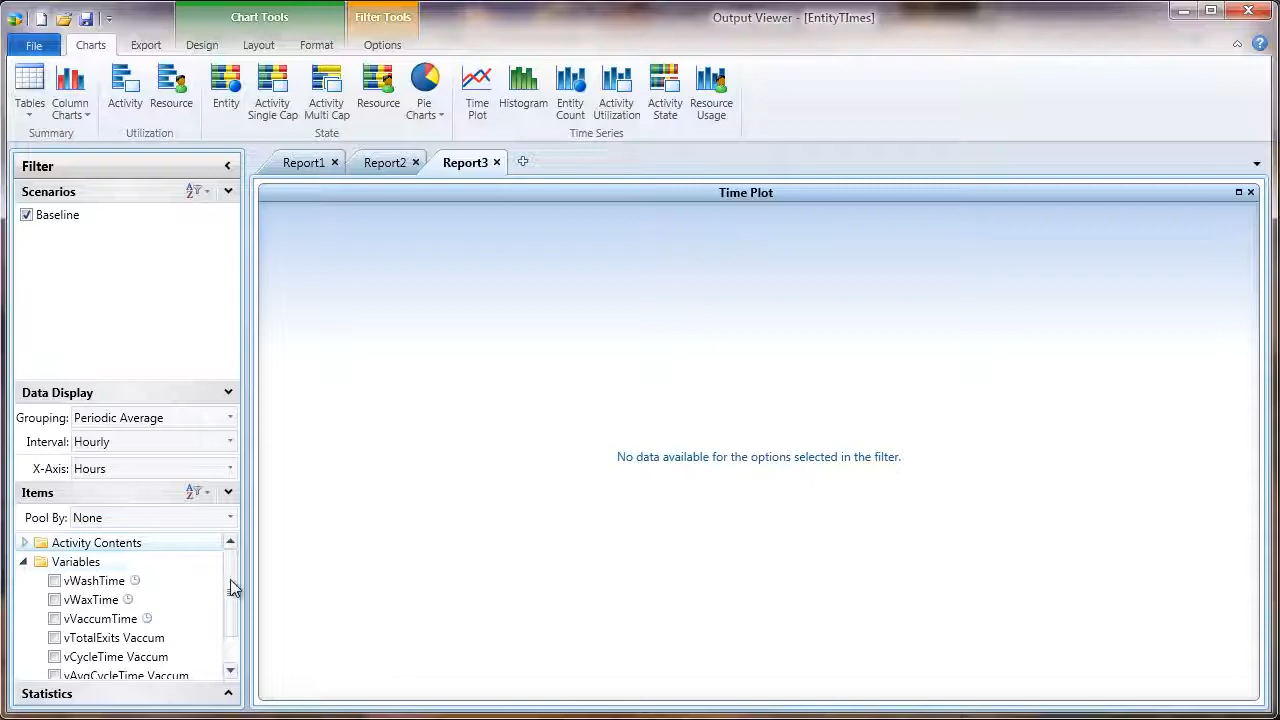 Chart Tools
Filter Tools
Output Viewer - [EntityTImes]
File
Charts
Export
Design
Layout
Format
Options
Tables
Column Charts
Activity
Resource
Entity
Activity Single Cap
Activity Multi Cap
Resource
Pie Charts
Time Plot
Histogram
Entity Count
Activity Utilization
Activity State
Resource Usage
Summary
Utilization
State
Time Series
Filter
Report1
Report2
Report3
Scenarios
Time Plot
Baseline
Data Display
Grouping: Periodic Average
Interval: Hourly
X-Axis: Hours
No data available for the options selected in the filter.
Items
Pool By: None
Activity Contents
Variables
vWashTime
vWaxTime
vVaccumTime
vTotalExits Vaccum
vCycleTime Vaccum
vAvgCycleTime Vaccum
Statistics